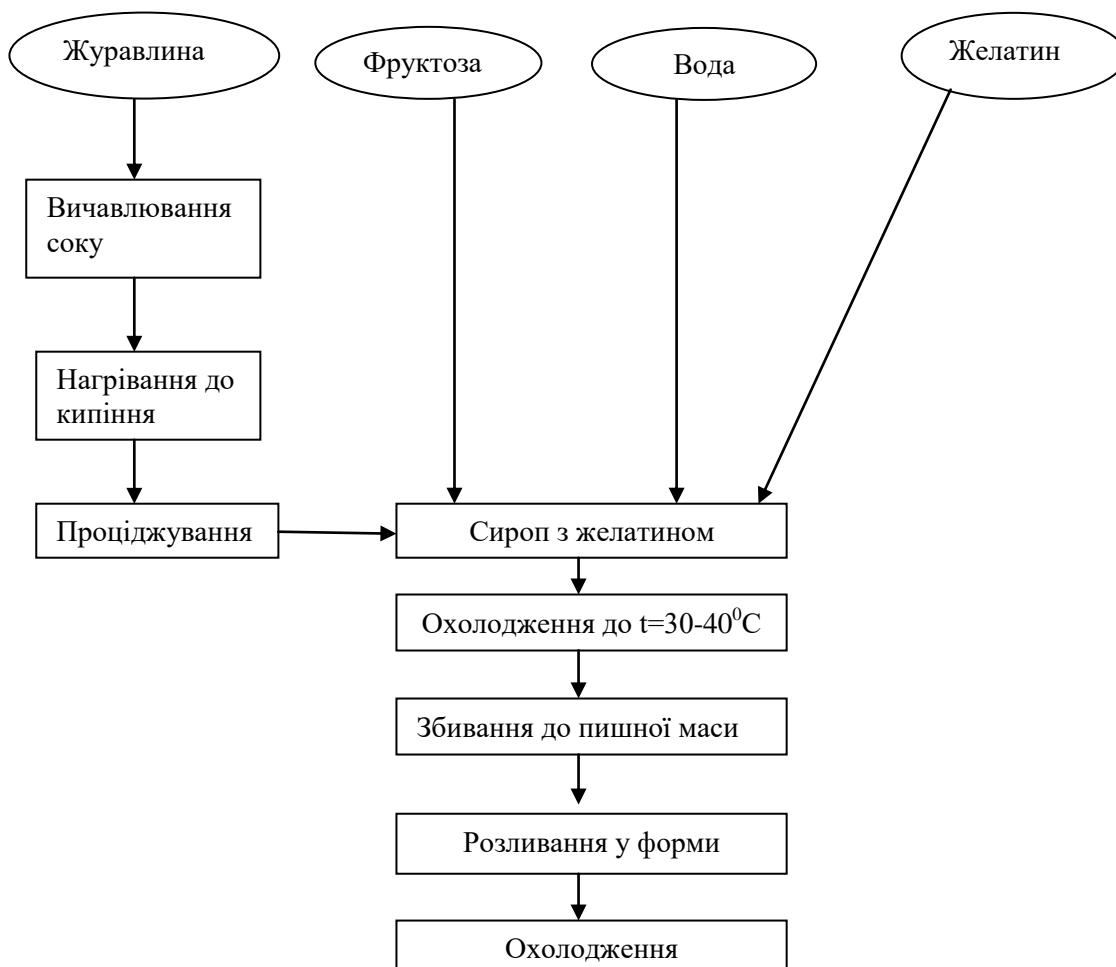 Журавлина
Фруктоза
Вода
Желатин
Вичавлювання
соку
Нагрівання до
кипіння
Проціджування
Сироп з желатином
Охолодження до t=30-40⁰С
Збивання до пишної маси
Розливання у форми
Охолодження